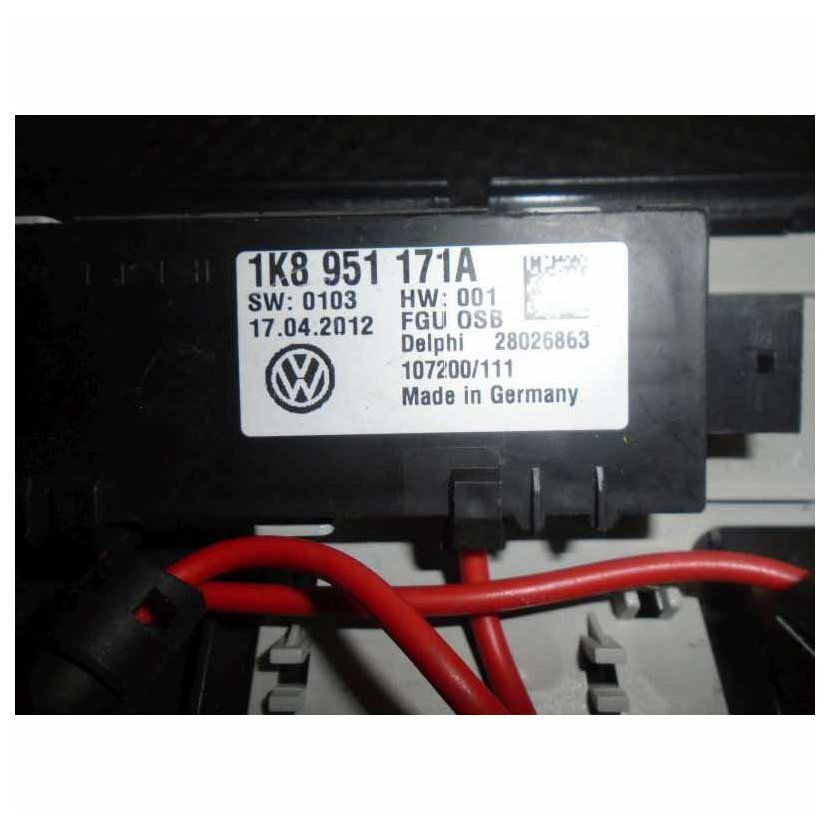 1K8 951 171A
SW: 0103 HW: 001
17.04.2012 FGU OSB
Delphi 28026863
107200/111
Made in Germany